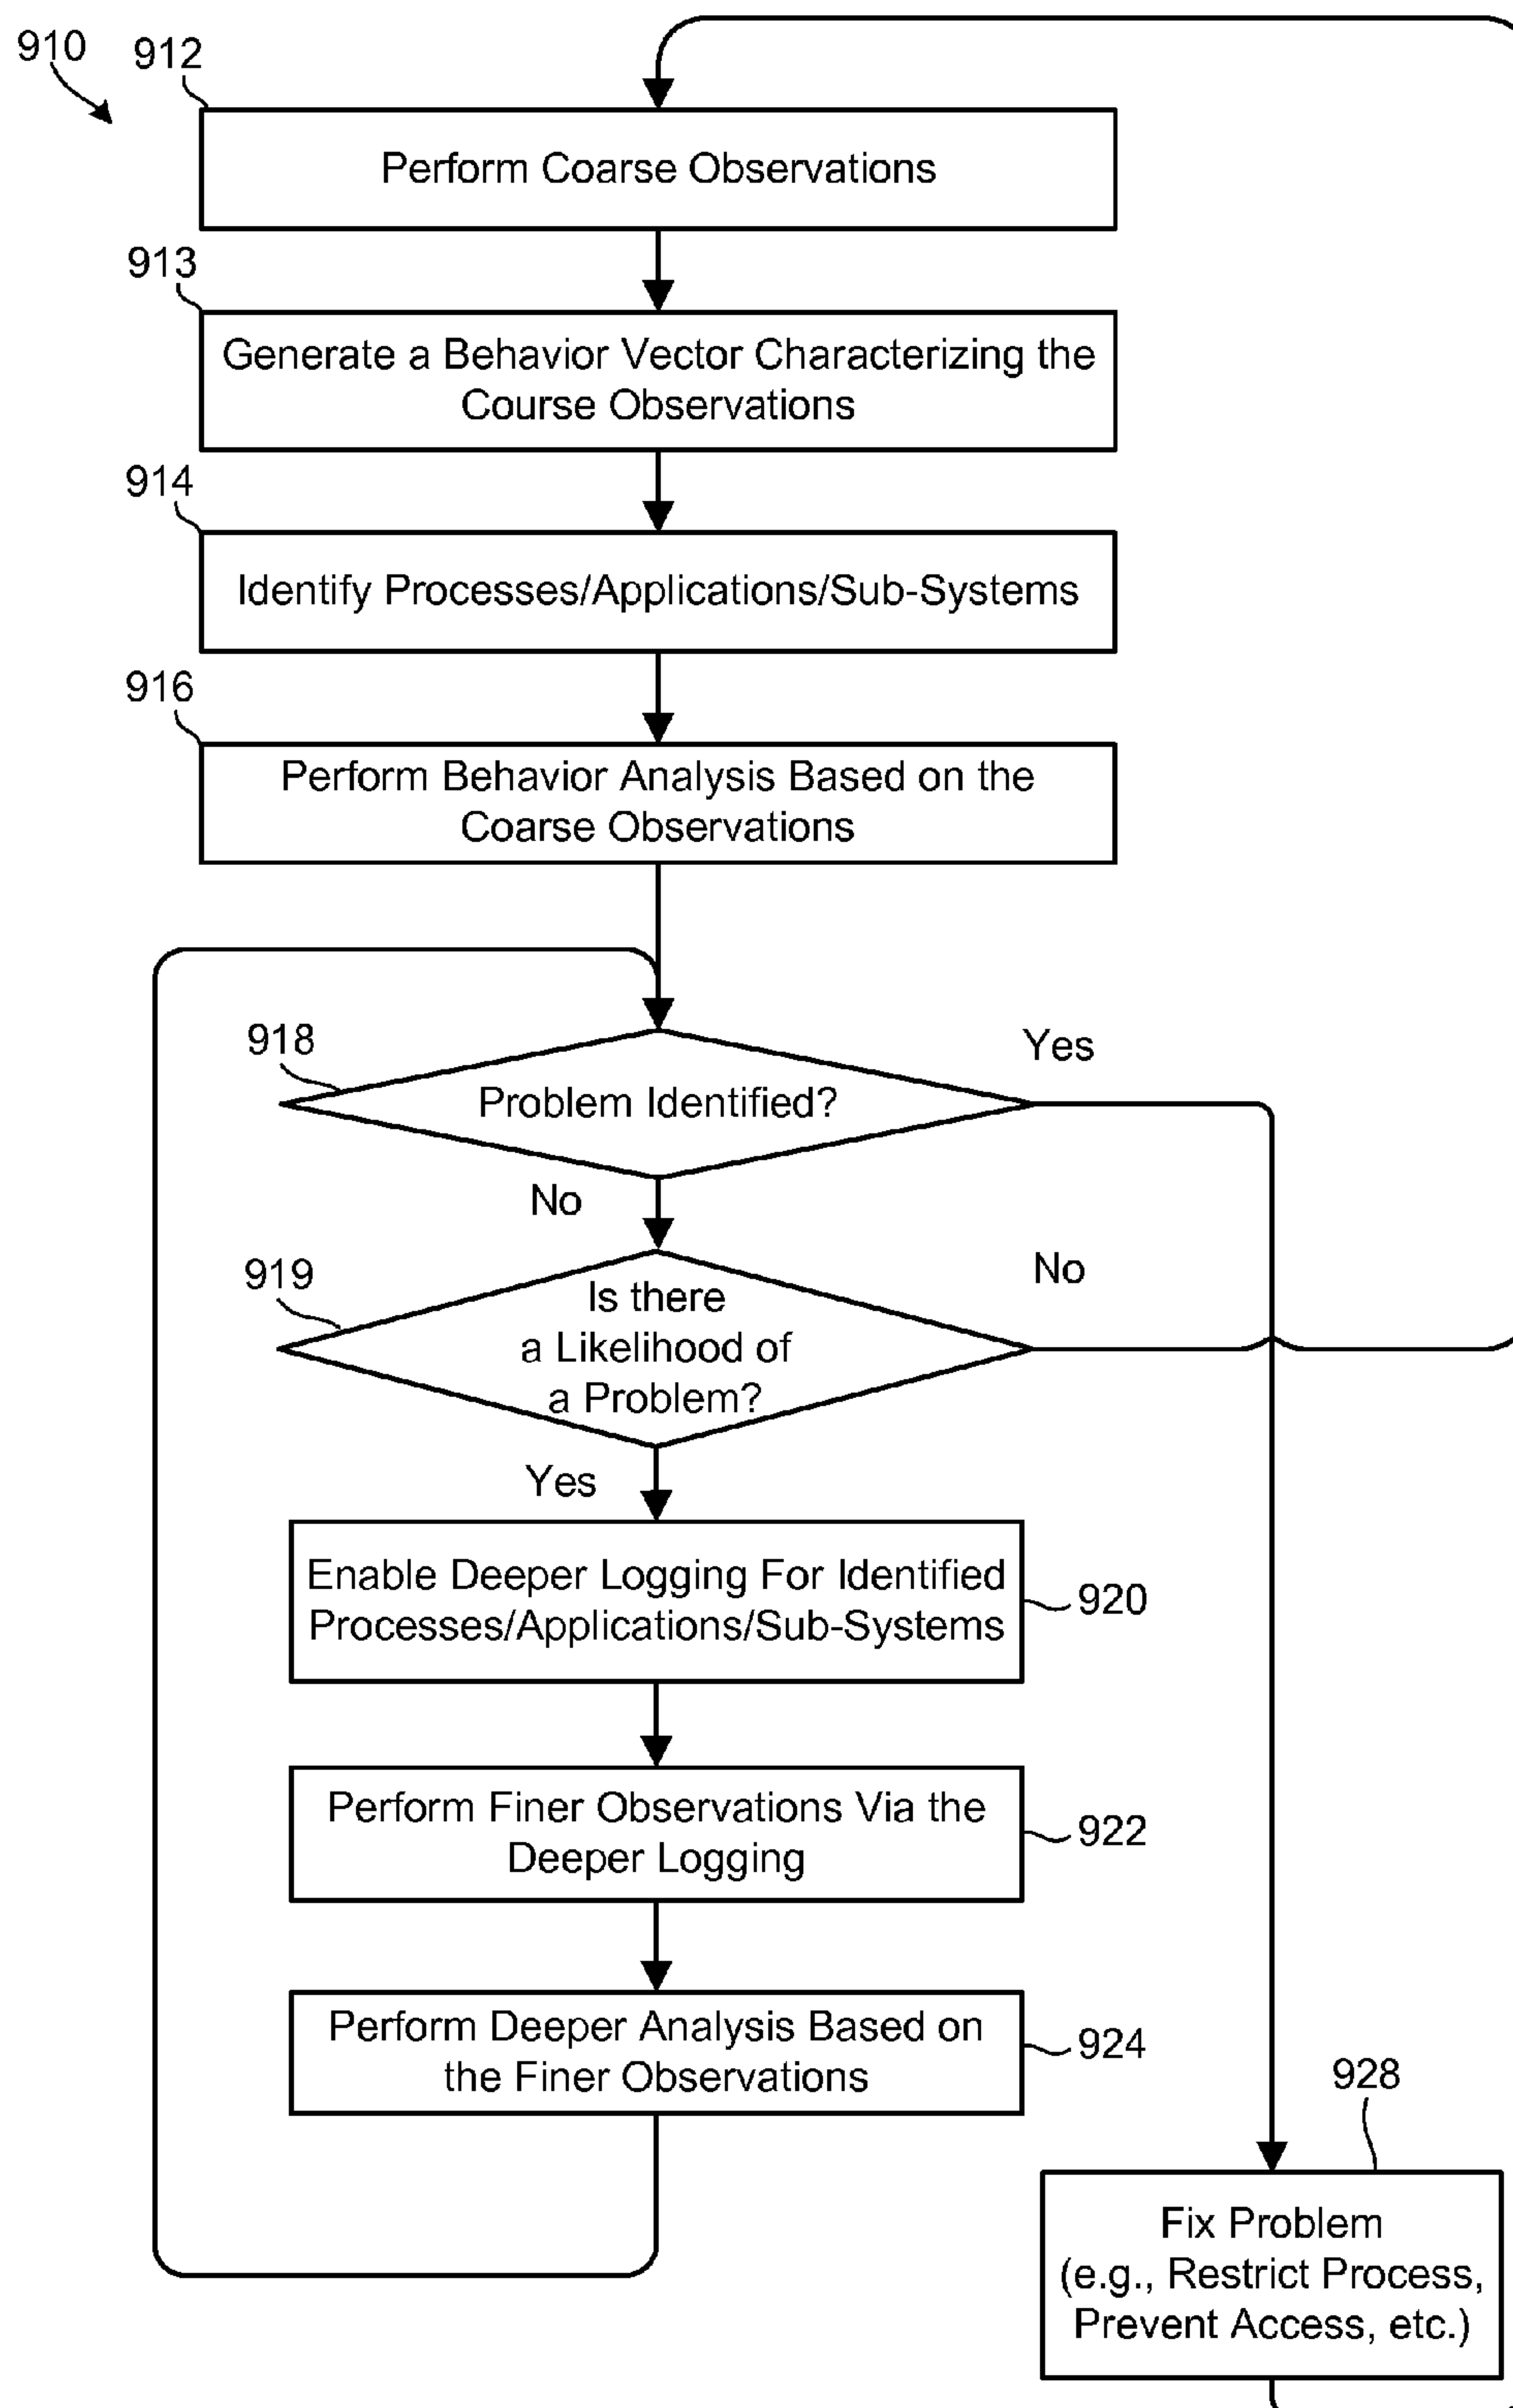 910
912
Perform Coarse Observations
913
Generate a Behavior Vector Characterizing the
Course Observations
914
Identify Processes/Applications/Sub-Systems
916
Perform Behavior Analysis Based on the
Coarse Observations
918
Problem Identified?
Yes
No
919
Is there
a Likelihood of
a Problem?
No
Yes
Enable Deeper Logging For Identified
Processes/Applications/Sub-Systems
920
Perform Finer Observations Via the
Deeper Logging
922
Perform Deeper Analysis Based on
the Finer Observations
924
928
Fix Problem
(e.g., Restrict Process,
Prevent Access, etc.)